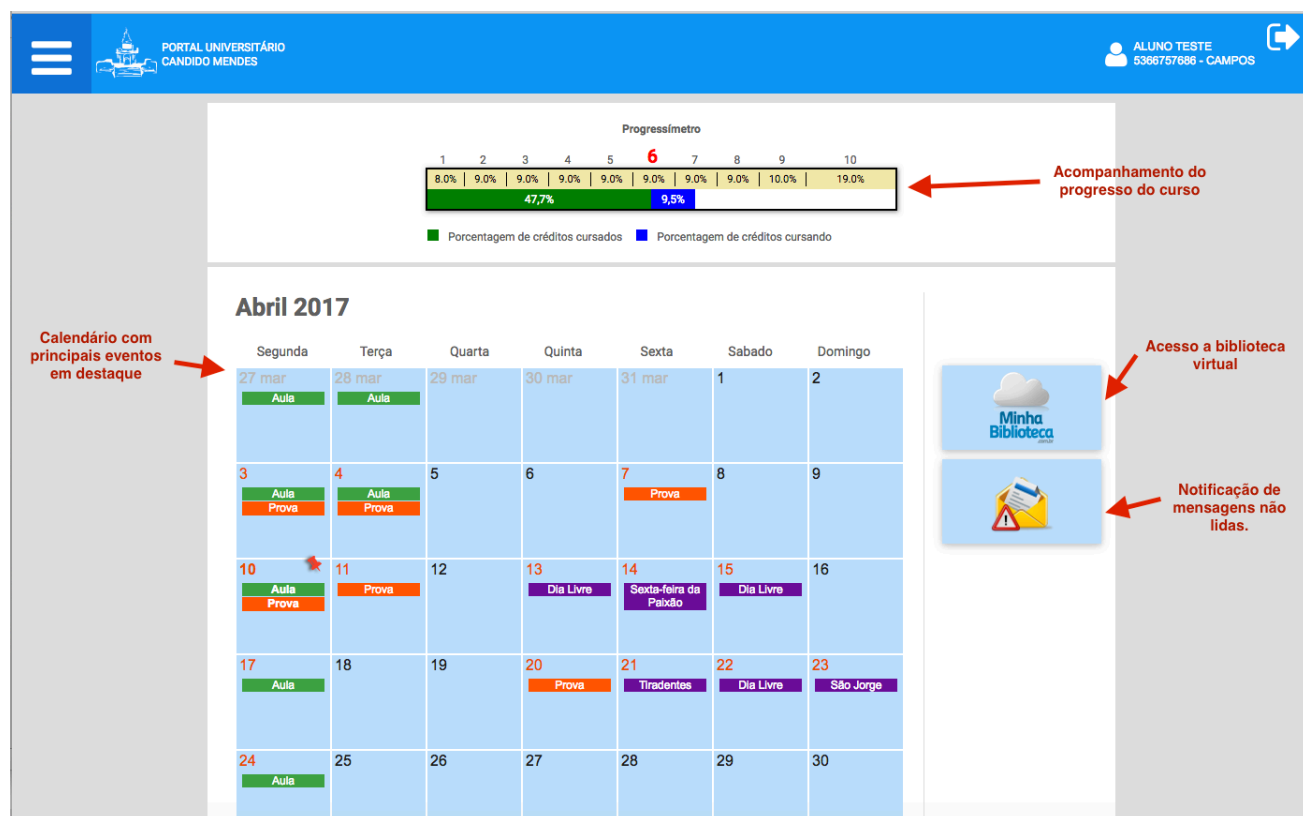 PORTAL UNIVERSITÁRIO
CANDIDO MENDES
ALUNO TESTE
5366757686 - CAMPOS
Progressímetro
1 2 3 4 5 6 7 8 9 10
8.0% 9.0% 9.0% 9.0% 9.0% 9.0% 9.0% 9.0% 10.0% 19.0%
47,7% 9,5%
Porcentagem de créditos cursados Porcentagem de créditos cursando
Acompanhamento do
progresso do curso
Abril 2017
Calendário com
principais eventos
em destaque
Segunda Terça Quarta Quinta Sexta Sabado Domingo
27 mar 28 mar 29 mar 30 mar 31 mar 1 2
Aula Aula
3 4 5 6 7 8 9
Aula Aula Prova
Prova Prova
10 11 12 13 14 15 16
Aula Prova Dia Livre Sexta-feira da Dia Livre
Prova Paixão
17 18 19 20 21 22 23
Aula Prova Tiradentes Dia Livre São Jorge
24 25 26 27 28 29 30
Aula
Acesso a biblioteca
virtual
Minha
Biblioteca
Notificação de
mensagens não
lidas.